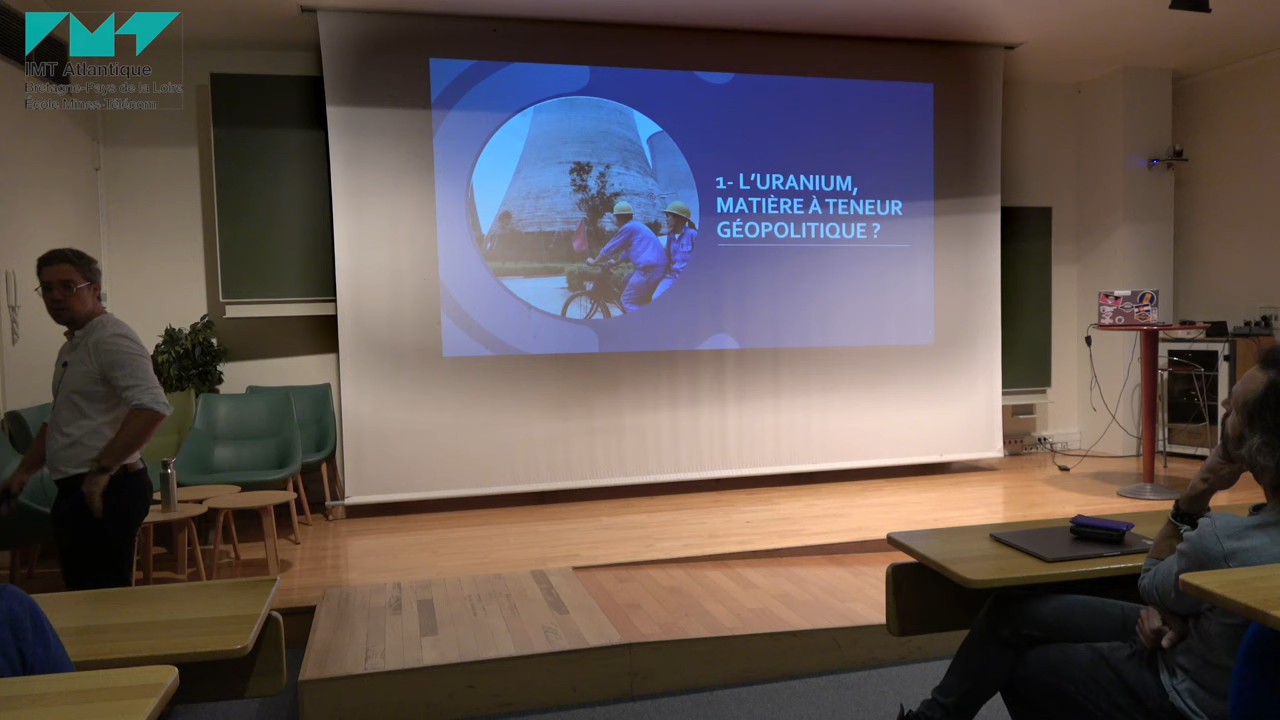 IMT Atlantique
Bretagne-Pays de la Loire
École Mines-Télécom
1- L'URANIUM,
MATIÈRE À TENEUR
GÉOPOLITIQUE ?